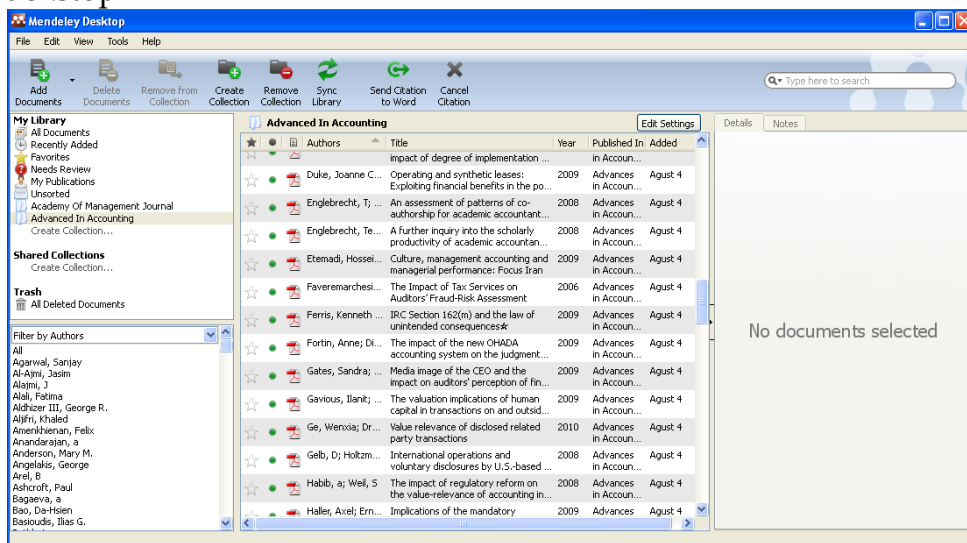 Mendeley Desktop
File Edit View Tools Help
Add Documents
Delete Documents
Remove from Collection
Create Collection
Remove Collection
Sync Library
Send Citation to Word
Cancel Citation
Type here to search
My Library
All Documents
Recently Added
Favorites
Needs Review
My Publications
Unsorted
Academy Of Management Journal
Advanced In Accounting
Create Collection...
Shared Collections
Create Collection...
Trash
All Deleted Documents
Filter by Authors
All
Agarwal, Sanjay
Al-Ajmi, Jasim
Alajmi, J
Alali, Fatima
Aldhizer III, George R.
Aljifri, Khaled
Amenkhienan, Felix
Anandarajan, a
Anderson, Mary M.
Angelakis, George
Arel, B
Ashcroft, Paul
Bagaeva, a
Bao, Da-Hsien
Basioudis, Ilias G.
Advanced In Accounting
Edit Settings
Authors Title Year Published In Added
impact of degree of implementation ... in Accoun...
Duke, Joanne C... Operating and synthetic leases: 2009 Advances Agust 4
Exploiting financial benefits in the po... in Accoun...
Englebrecht, T; ... An assessment of patterns of co- 2008 Advances Agust 4
authorship for academic accountant... in Accoun...
Englebrecht, Te... A further inquiry into the scholarly 2008 Advances Agust 4
productivity of academic accountan... in Accoun...
Etemadi, Hossei... Culture, management accounting and 2009 Advances Agust 4
managerial performance: Focus Iran in Accoun...
Faveremarchesi... The Impact of Tax Services on 2006 Advances Agust 4
Auditors' Fraud-Risk Assessment in Accoun...
Ferris, Kenneth ... IRC Section 162(m) and the law of 2009 Advances Agust 4
unintended consequences☆ in Accoun...
Fortin, Anne; Di... The impact of the new OHADA 2009 Advances Agust 4
accounting system on the judgment... in Accoun...
Gates, Sandra; ... Media image of the CEO and the 2009 Advances Agust 4
impact on auditors' perception of fin... in Accoun...
Gavious, Ilanit; ... The valuation implications of human 2009 Advances Agust 4
capital in transactions on and outsid... in Accoun...
Ge, Wenxia; Dr... Value relevance of disclosed related 2010 Advances Agust 4
party transactions in Accoun...
Gelb, D; Holtzm... International operations and 2008 Advances Agust 4
voluntary disclosures by U.S.-based ... in Accoun...
Habib, a; Weil, S The impact of regulatory reform on 2008 Advances Agust 4
the value-relevance of accounting in... in Accoun...
Haller, Axel; Ern... Implications of the mandatory 2009 Advances Agust 4
Details Notes
No documents selected